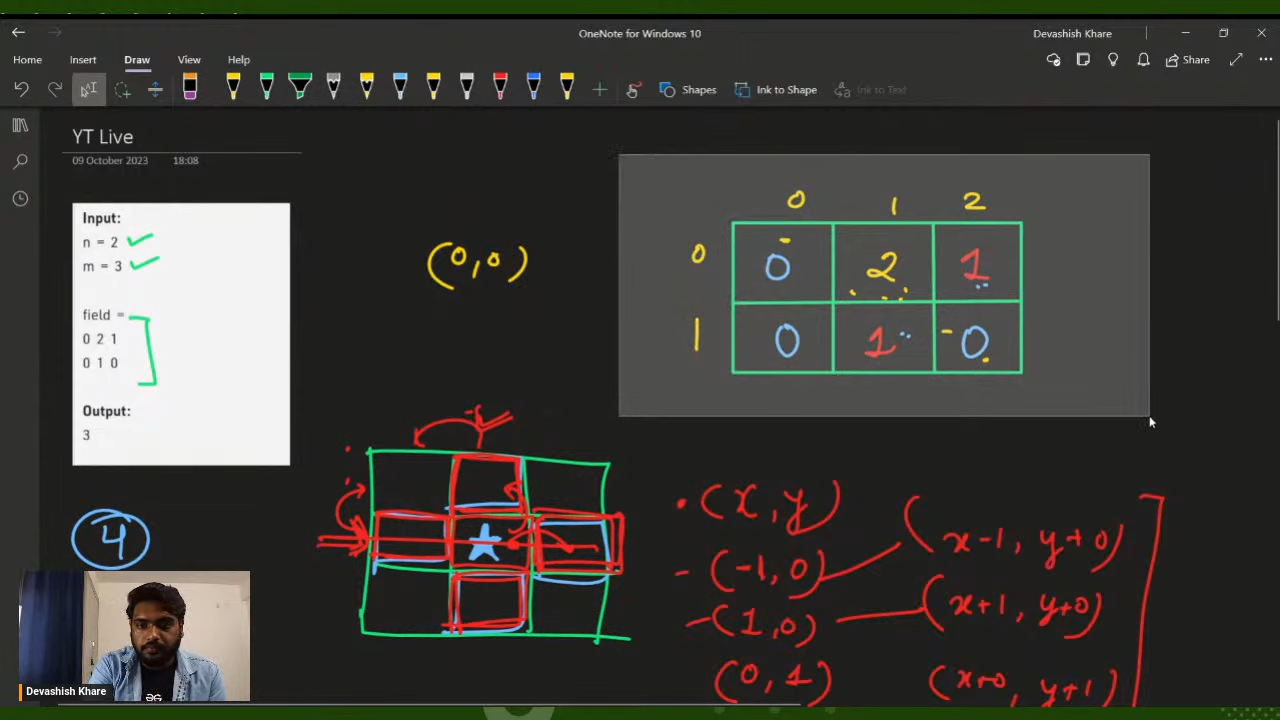 OneNote for Windows 10
Devashish Khare
Home Insert Draw View Help
Share
Shapes
Ink to Shape
Ink to Text
YT Live
09 October 2023 18:08
Input:
n = 2
m = 3
field =
0 2 1
0 1 0
Output:
3
(0,0)
0 1 2
0 0 2 1
1 0 1 0
4
(x,y)
(-1,0) (x-1, y+0)
(1,0) (x+1, y+0)
(0,1) (x+0, y+1)
Devashish Khare